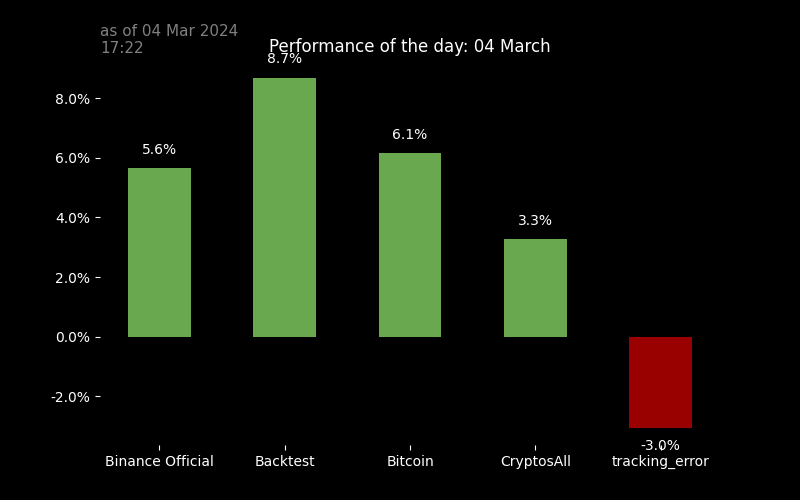 as of 04 Mar 2024
17:22
Performance of the day: 04 March
8.7%
8.0%
5.6%
6.1%
6.0%
4.0%
3.3%
2.0%
0.0%
-2.0%
-3.0%
Binance Official
Backtest
Bitcoin
CryptosAll
tracking_error